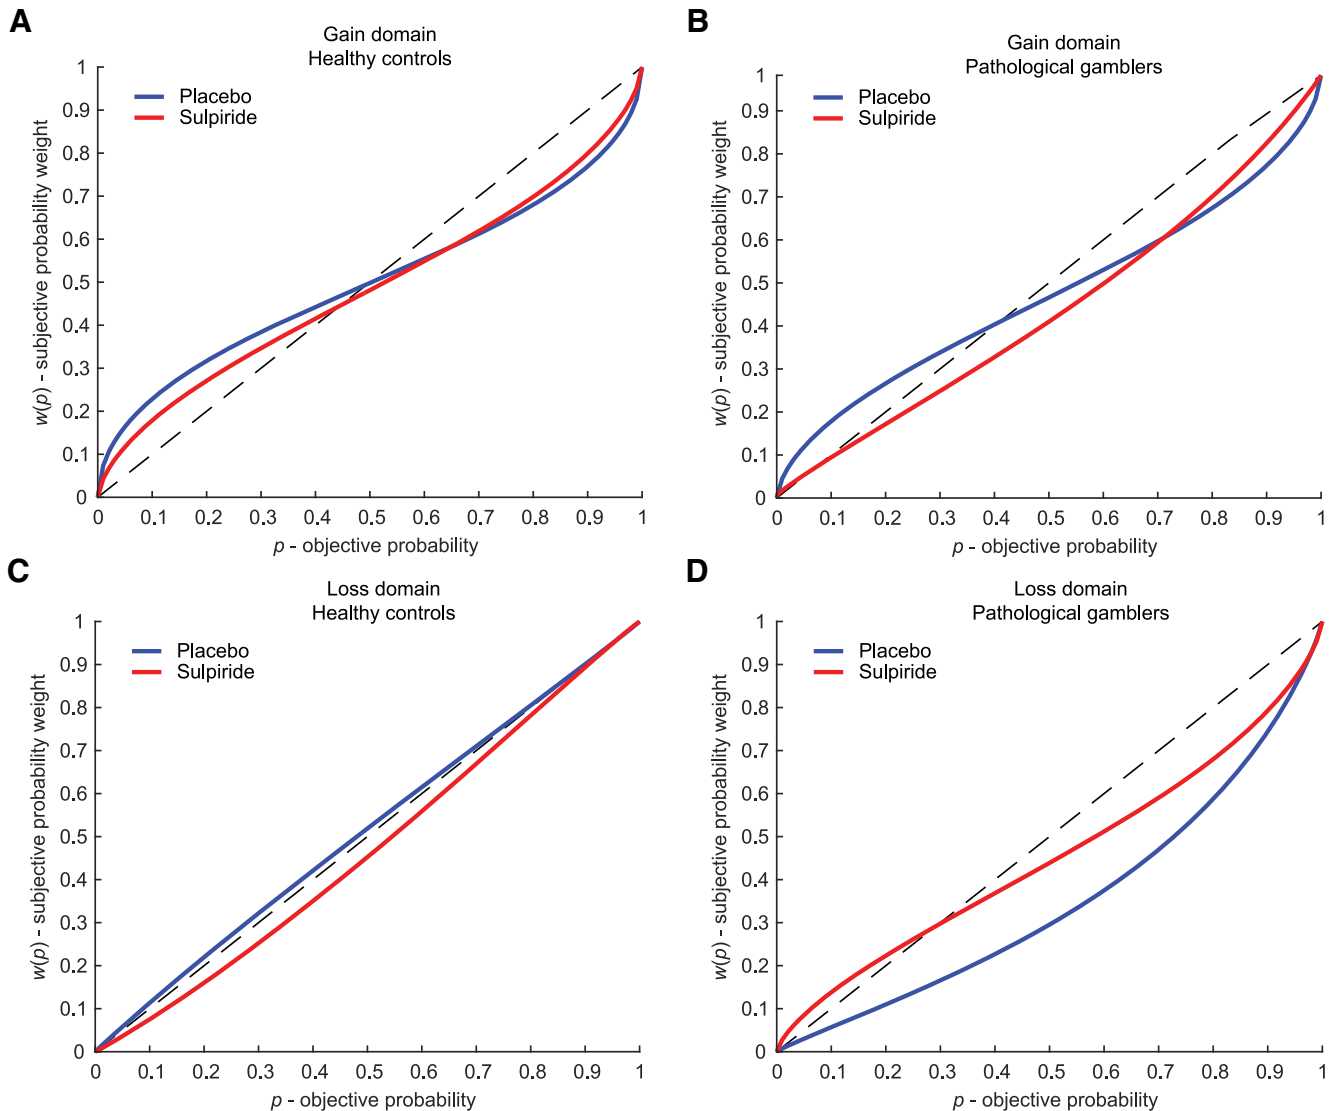 A
Gain domain
Healthy controls
Placebo
Sulpiride
w(p) - subjective probability weight
1
0.9
0.8
0.7
0.6
0.5
0.4
0.3
0.2
0.1
0
0 0.1 0.2 0.3 0.4 0.5 0.6 0.7 0.8 0.9 1
p - objective probability
B
Gain domain
Pathological gamblers
Placebo
Sulpiride
w(p) - subjective probability weight
1
0.9
0.8
0.7
0.6
0.5
0.4
0.3
0.2
0.1
0
0 0.1 0.2 0.3 0.4 0.5 0.6 0.7 0.8 0.9 1
p - objective probability
C
Loss domain
Healthy controls
Placebo
Sulpiride
w(p) - subjective probability weight
1
0.9
0.8
0.7
0.6
0.5
0.4
0.3
0.2
0.1
0
0 0.1 0.2 0.3 0.4 0.5 0.6 0.7 0.8 0.9 1
p - objective probability
D
Loss domain
Pathological gamblers
Placebo
Sulpiride
w(p) - subjective probability weight
1
0.9
0.8
0.7
0.6
0.5
0.4
0.3
0.2
0.1
0
0 0.1 0.2 0.3 0.4 0.5 0.6 0.7 0.8 0.9 1
p - objective probability